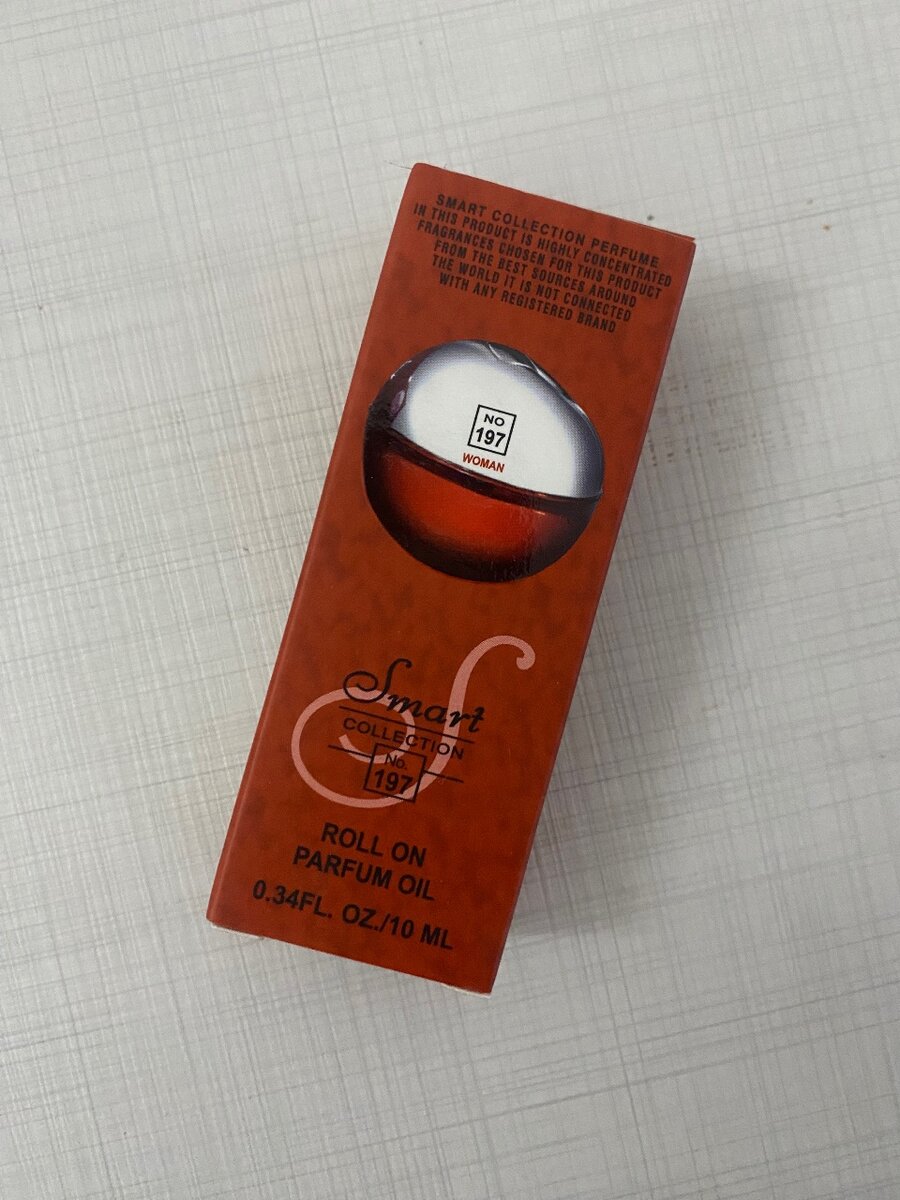 SMART COLLECTION PERFUME
IN THIS PRODUCT IS HIGHLY CONCENTRATED
FRAGRANCES CHOSEN FOR THIS PRODUCT
FROM THE BEST SOURCES AROUND
THE WORLD IT IS NOT CONNECTED
WITH ANY REGISTERED BRAND
NO
197
WOMAN
Smart
COLLECTION
No.
197
ROLL ON
PARFUM OIL
0.34FL. OZ./10 ML